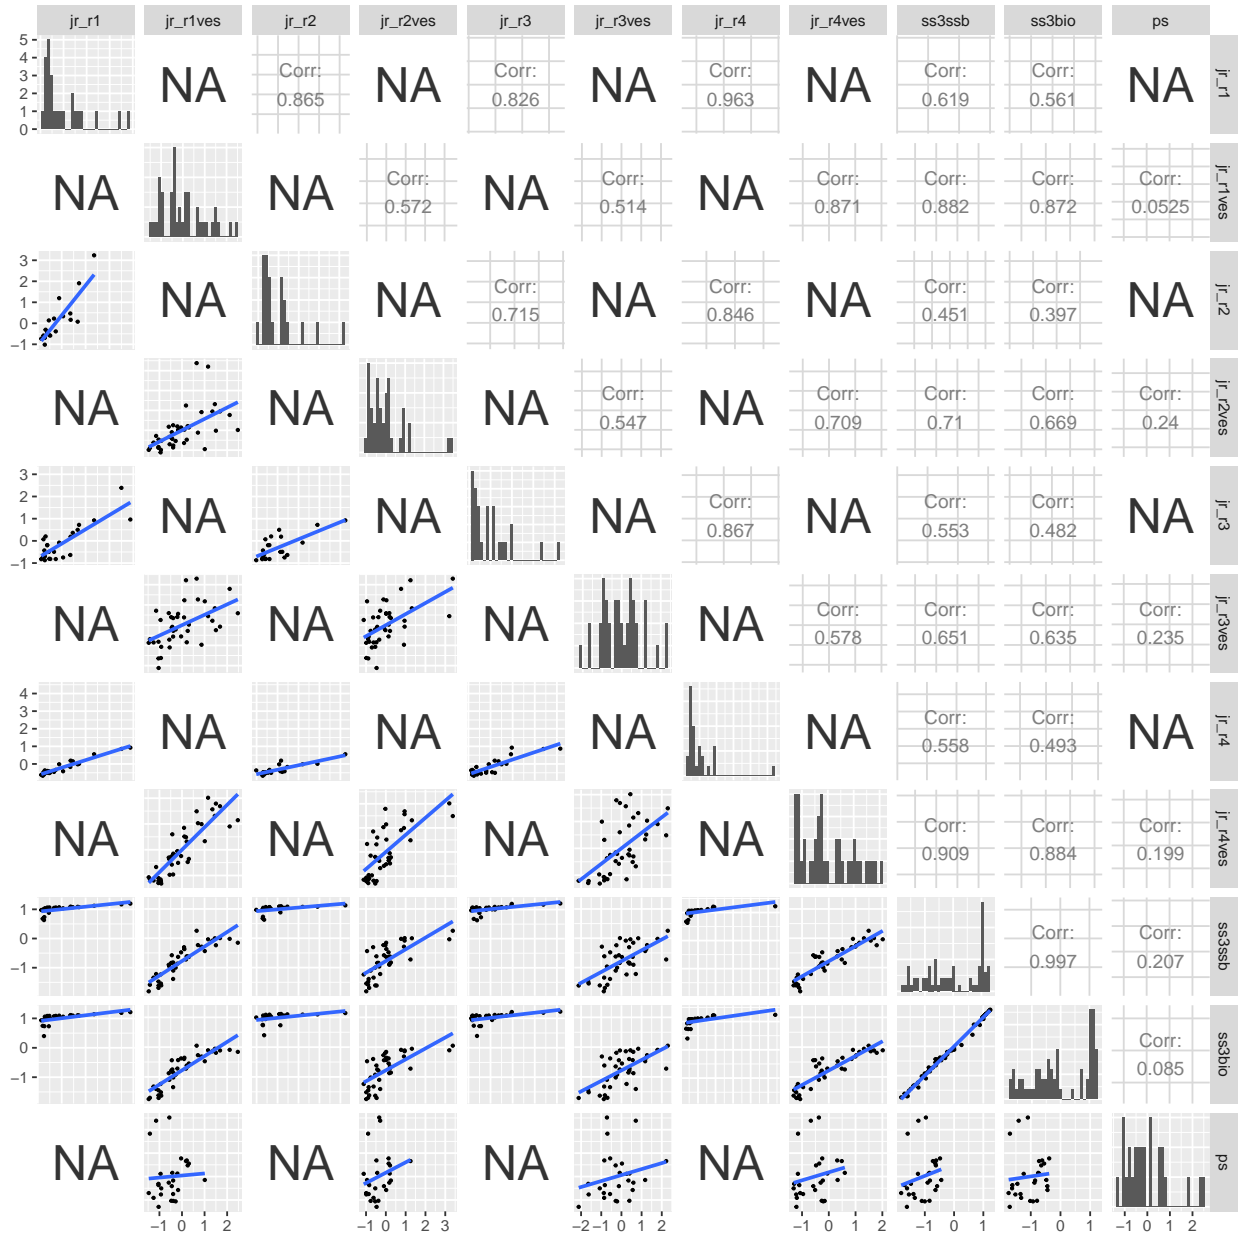 jr_r1 jr_r1ves jr_r2 jr_r2ves jr_r3 jr_r3ves jr_r4 jr_r4ves ss3ssb ss3bio ps
5
4
3
2
1
0
NA Corr: 0.865 NA Corr: 0.826 NA Corr: 0.963 NA Corr: 0.619 Corr: 0.561 NA jr_r1
NA NA Corr: 0.572 NA Corr: 0.514 NA Corr: 0.871 Corr: 0.882 Corr: 0.872 Corr: 0.0525 jr_r1ves
3
2
1
0
−1
NA NA Corr: 0.715 NA Corr: 0.846 NA Corr: 0.451 Corr: 0.397 NA jr_r2
NA NA NA Corr: 0.547 NA Corr: 0.709 Corr: 0.71 Corr: 0.669 Corr: 0.24 jr_r2ves
3
2
1
0
−1
NA NA NA Corr: 0.867 NA Corr: 0.553 Corr: 0.482 NA jr_r3
NA NA NA NA Corr: 0.578 Corr: 0.651 Corr: 0.635 Corr: 0.235 jr_r3ves
4
3
2
1
0
NA NA NA NA Corr: 0.558 Corr: 0.493 NA jr_r4
NA NA NA NA Corr: 0.909 Corr: 0.884 Corr: 0.199 jr_r4ves
1
0
−1
Corr: 0.997 Corr: 0.207 ss3ssb
1
0
−1
Corr: 0.085 ss3bio
NA NA NA NA ps
−1 0 1 2 −1 0 1 2 3 −2 −1 0 1 2 −1 0 1 2 −1 0 1 −1 0 1 −1 0 1 2